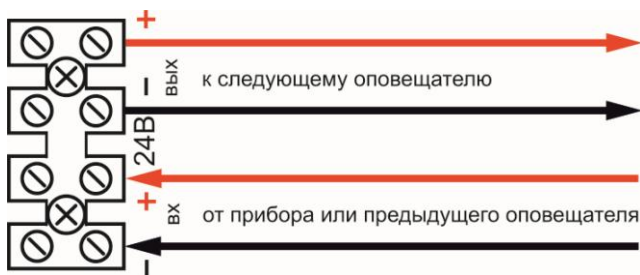 +
−
вых
к следующему оповещателю
24В
+
−
вх
от прибора или предыдущего оповещателя